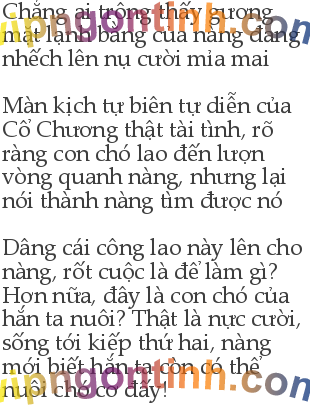 Chẳng ai trông thấy gương
mặt lạnh băng của nàng đang
nhếch lên nụ cười mỉa mai
Màn kịch tự biên tự diễn của
Cổ Chương thật tài tình, rõ
ràng con chó lao đến lượn
vòng quanh nàng, nhưng lại
nói thành nàng tìm được nó
Dâng cái công lao này lên cho
nàng, rốt cuộc là để làm gì?
Hơn nữa, đây là con chó của
hắn ta nuôi? Thật là nực cười,
sống tới kiếp thứ hai, nàng
mới biết hắn ta còn có thể
nuôi chó cơ đấy!
vipngontinh.com
vipngontinh.com